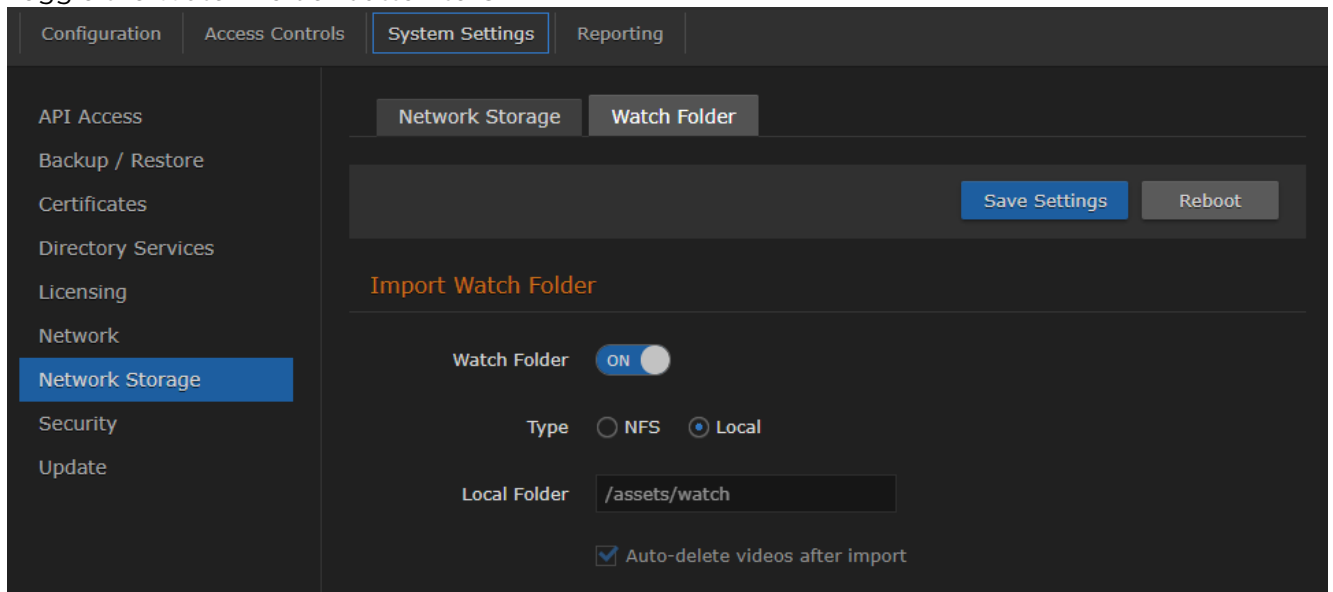 Configuration Access Controls System Settings Reporting
API Access
Backup / Restore
Certificates
Directory Services
Licensing
Network
Network Storage
Security
Update
Network Storage Watch Folder
Save Settings Reboot
Import Watch Folder
Watch Folder ON
Type NFS Local
Local Folder /assets/watch
Auto-delete videos after import